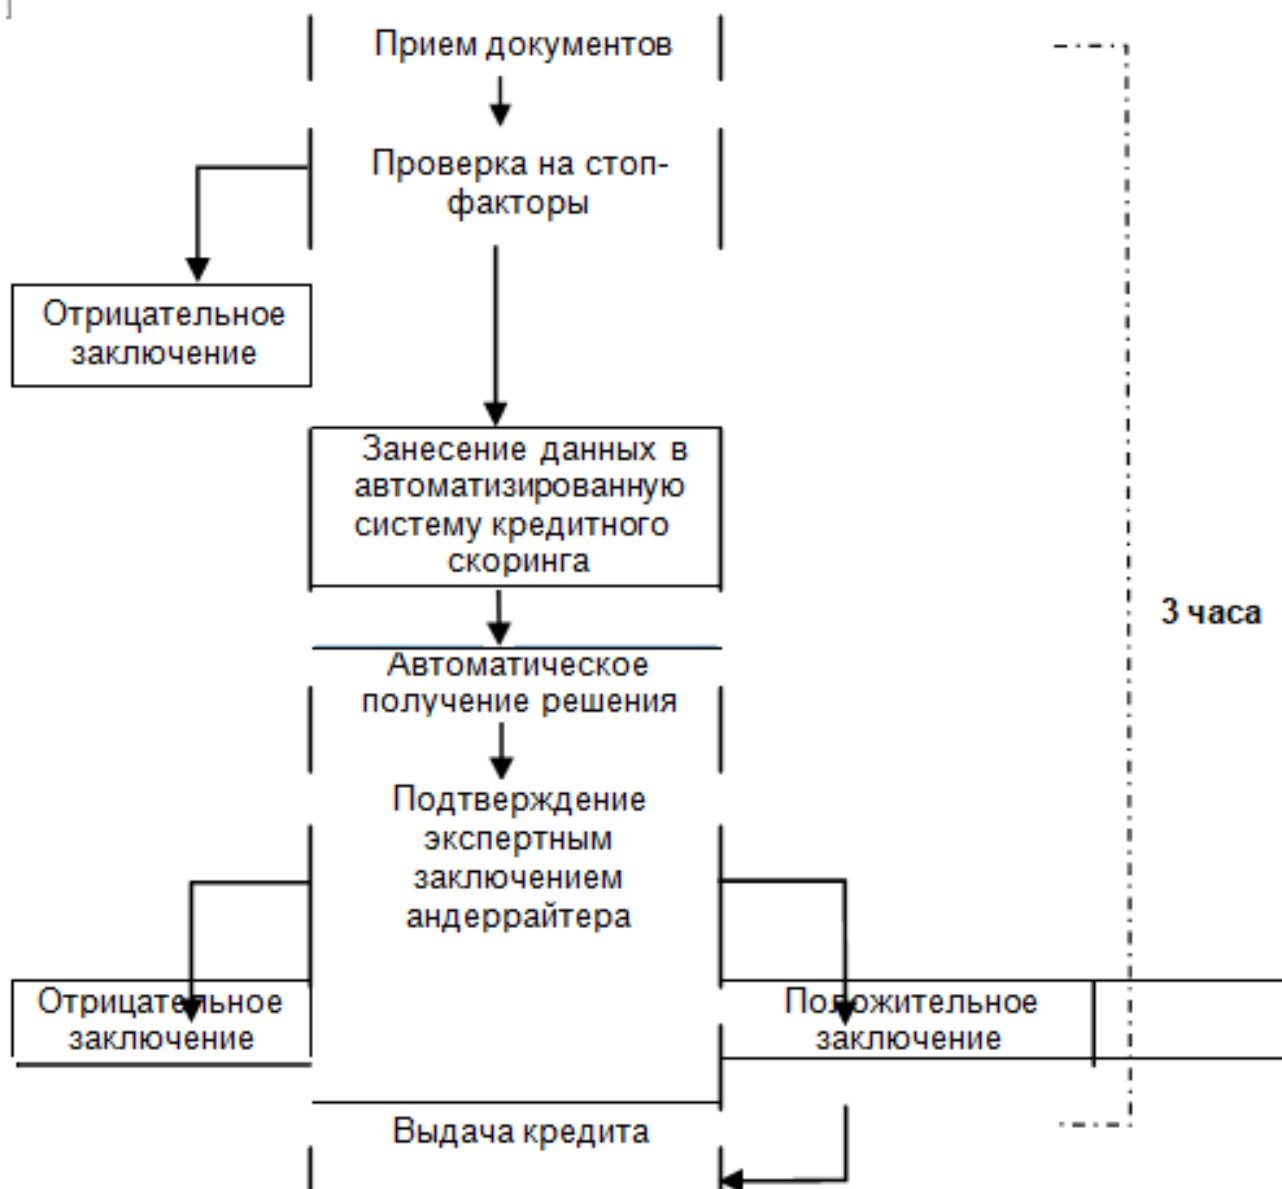 Прием документов
Проверка на стоп-
факторы
Отрицательное
заключение
Занесение данных в
автоматизированную
систему кредитного
скоринга
3 часа
Автоматическое
получение решения
Подтверждение
экспертным
заключением
андеррайтера
Отрицательное
заключение
Положительное
заключение
Выдача кредита